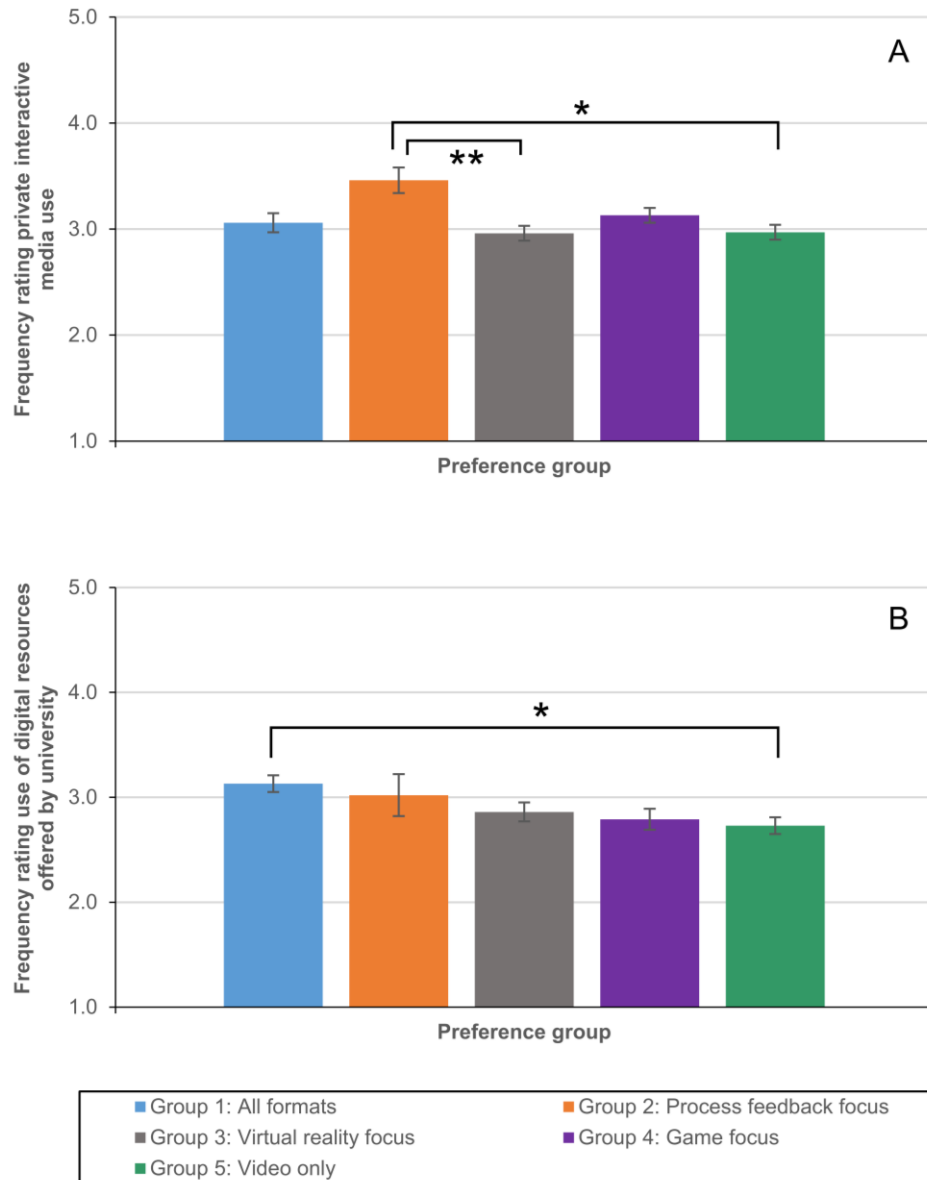 A
Frequency rating private interactive
media use
5.0
4.0
3.0
2.0
1.0
*
**
Preference group
B
Frequency rating use of digital resources
offered by university
5.0
4.0
3.0
2.0
1.0
*
Preference group
Group 1: All formats
Group 2: Process feedback focus
Group 3: Virtual reality focus
Group 4: Game focus
Group 5: Video only